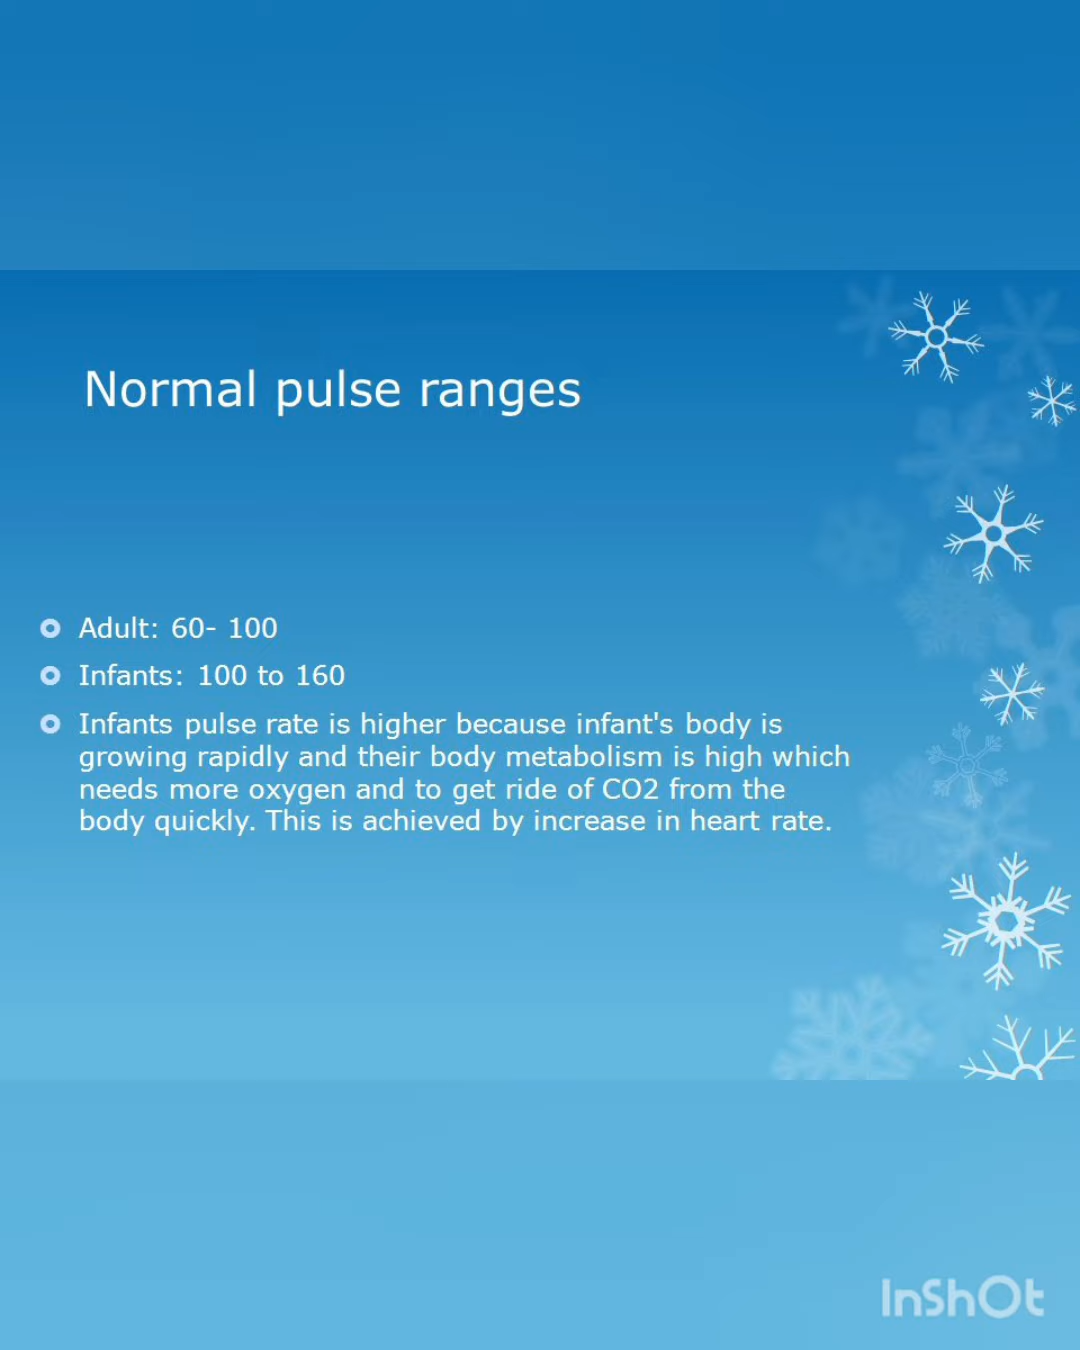 Normal pulse ranges
Adult: 60- 100
Infants: 100 to 160
Infants pulse rate is higher because infant's body is
growing rapidly and their body metabolism is high which
needs more oxygen and to get ride of CO2 from the
body quickly. This is achieved by increase in heart rate.
InShOt